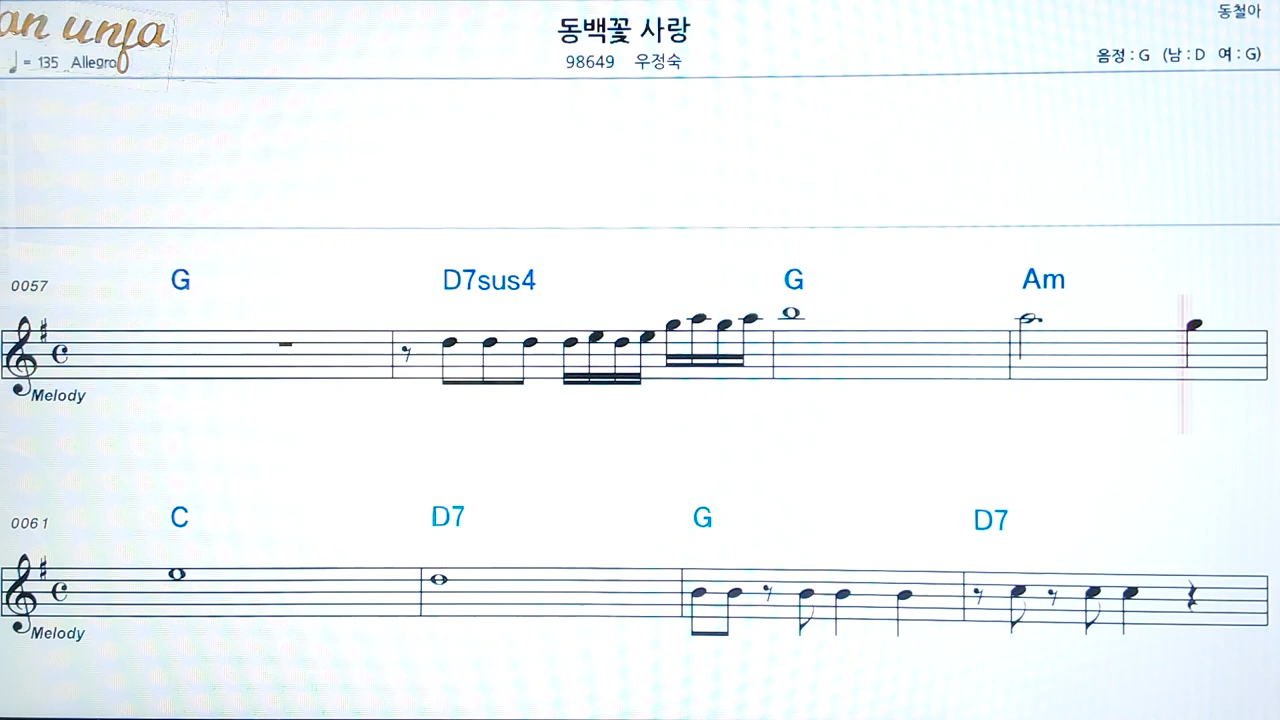 an unfa
동백꽃 사랑
동철아
♩ = 135 Allegro
98649 우정숙
음정 : G (남 : D 여 : G)
0057 G D7sus4 G Am
Melody
0061 C D7 G D7
Melody